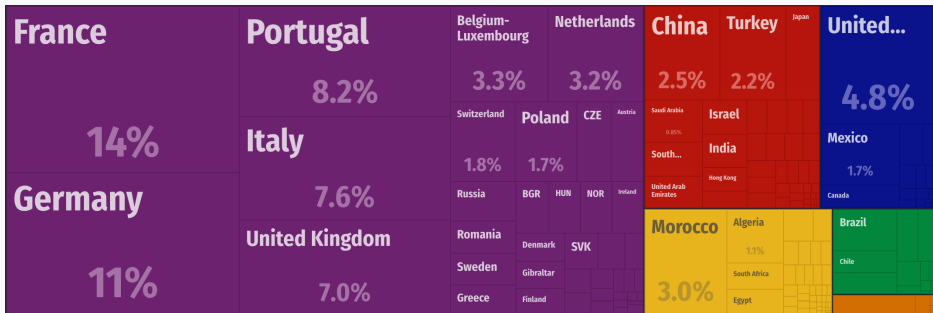 France
14%
Germany
11%
Portugal
8.2%
Italy
7.6%
United Kingdom
7.0%
Belgium-
Luxembourg
3.3%
Netherlands
3.2%
Switzerland
1.8%
Poland
1.7%
CZE
Austria
Russia
BGR
HUN
NOR
Ireland
Romania
Denmark
SVK
Sweden
Gibraltar
Greece
Finland
China
2.5%
Turkey
2.2%
Japan
Saudi Arabia
0.85%
Israel
South...
India
United Arab
Emirates
Hong Kong
United...
4.8%
Mexico
1.7%
Canada
Morocco
3.0%
Algeria
1.1%
South Africa
Egypt
Brazil
Chile